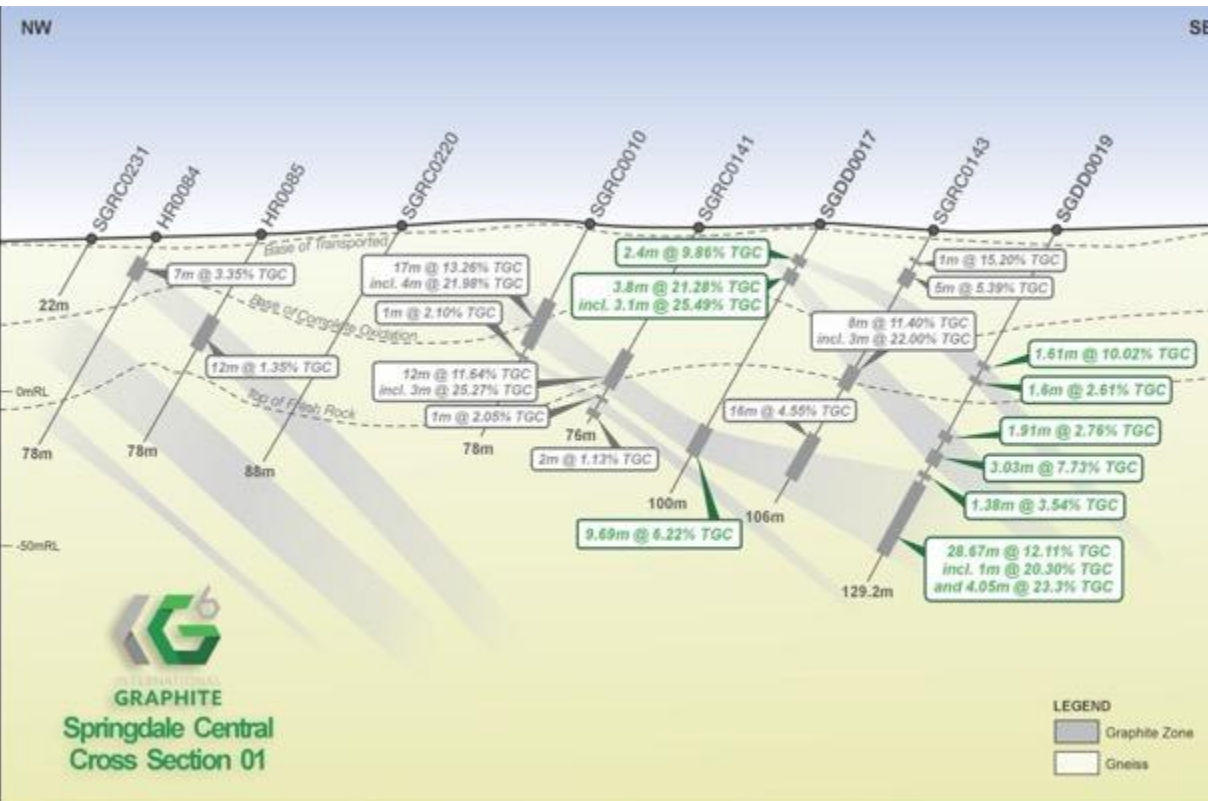 NW
SE
SGRC0231
HR0084
HR0085
SGRC0220
SGRC0010
SGRC0141
SGDD0017
SGRC0143
SGDD0019
Base of Transported
Base of Complete Oxidation
Top of Fresh Rock
0mRL
-50mRL
22m
78m
78m
88m
78m
76m
100m
106m
129.2m
7m @ 3.35% TGC
12m @ 1.35% TGC
17m @ 13.26% TGC
incl. 4m @ 21.98% TGC
1m @ 2.10% TGC
12m @ 11.64% TGC
incl. 3m @ 25.27% TGC
1m @ 2.05% TGC
2m @ 1.13% TGC
2.4m @ 9.86% TGC
3.8m @ 21.28% TGC
incl. 3.1m @ 25.49% TGC
9.69m @ 6.22% TGC
1m @ 15.20% TGC
5m @ 5.39% TGC
8m @ 11.40% TGC
incl. 3m @ 22.00% TGC
16m @ 4.55% TGC
1.61m @ 10.02% TGC
1.6m @ 2.61% TGC
1.91m @ 2.76% TGC
3.03m @ 7.73% TGC
1.38m @ 3.54% TGC
28.67m @ 12.11% TGC
incl. 1m @ 20.30% TGC
and 4.05m @ 23.3% TGC
G6
INTERNATIONAL
GRAPHITE
Springdale Central
Cross Section 01
LEGEND
Graphite Zone
Gneiss